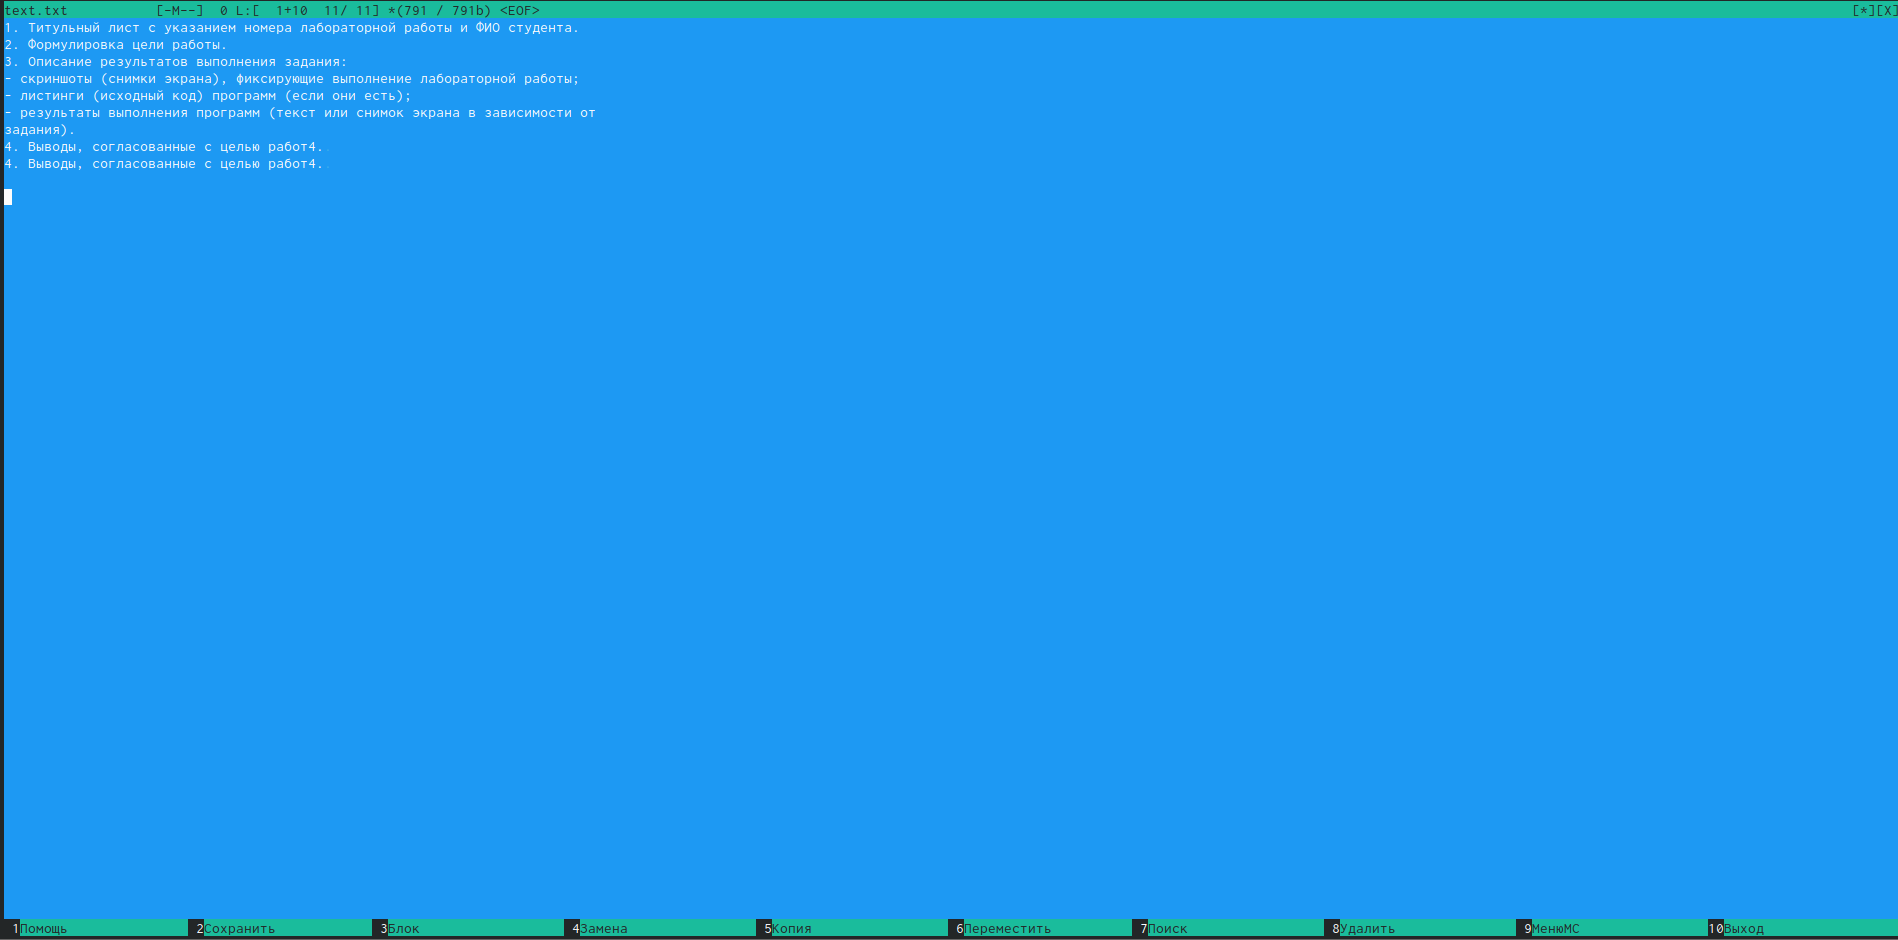 text.txt [-M--] 0 L:[ 1+10 11/ 11] *(791 / 791b) <EOF> [*][X]
1. Титульный лист с указанием номера лабораторной работы и ФИО студента.
2. Формулировка цели работы.
3. Описание результатов выполнения задания:
- скриншоты (снимки экрана), фиксирующие выполнение лабораторной работы;
- листинги (исходный код) программ (если они есть);
- результаты выполнения программ (текст или снимок экрана в зависимости от
задания).
4. Выводы, согласованные с целью работ4.
4. Выводы, согласованные с целью работ4.
1Помощь 2Сохранить 3Блок 4Замена 5Копия 6Переместить 7Поиск 8Удалить 9МенюМС 10Выход